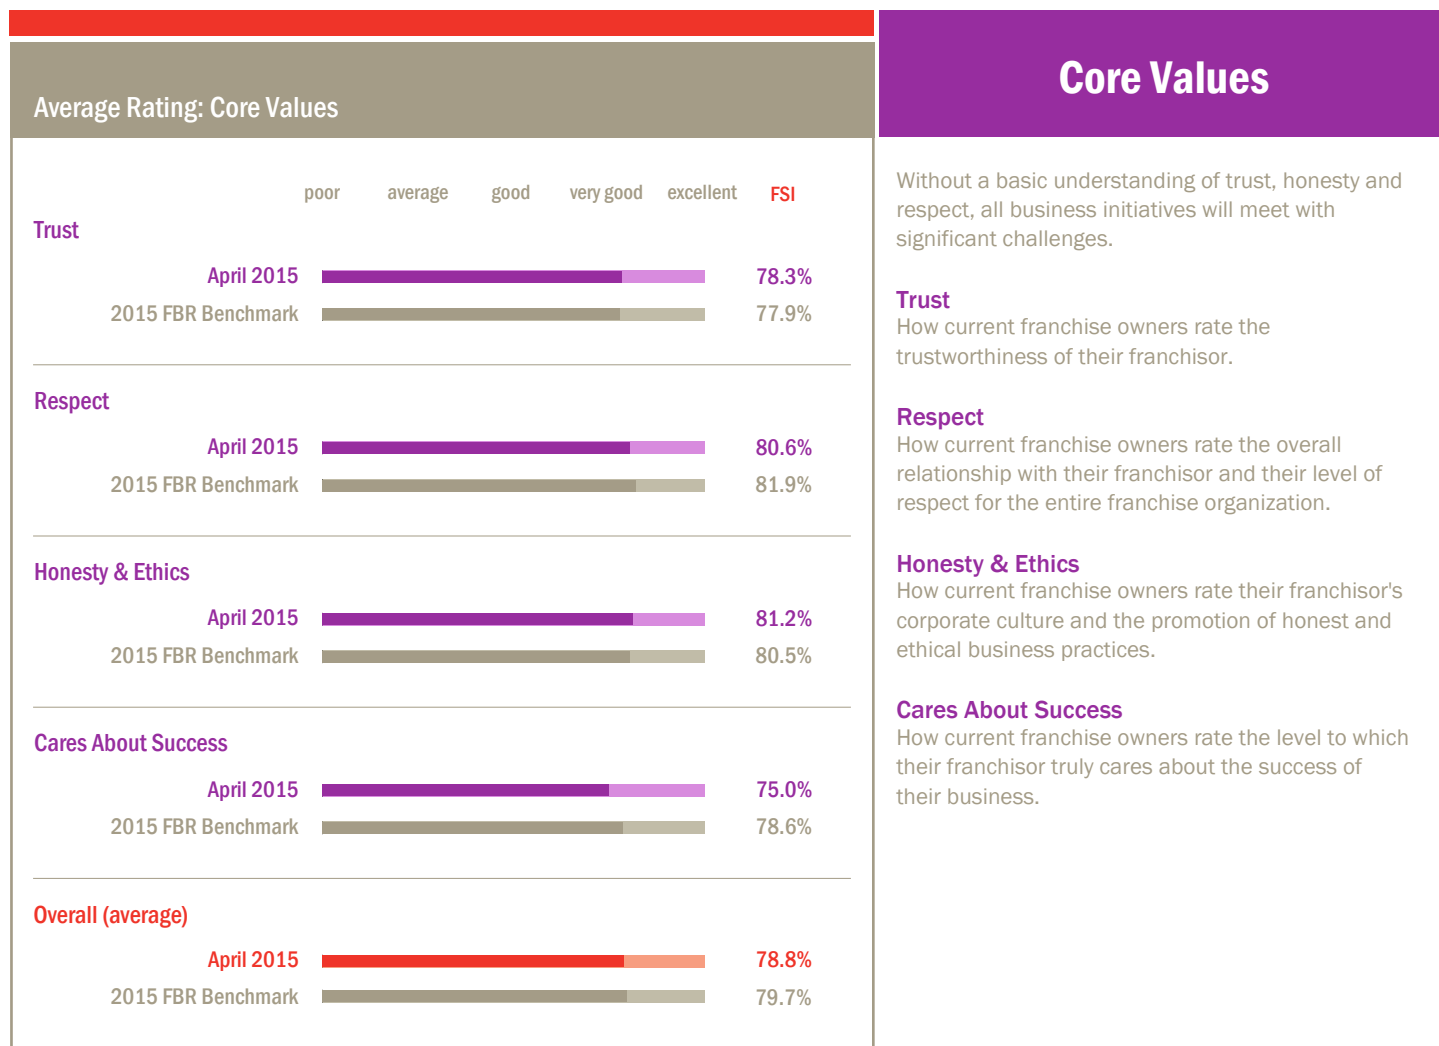 Average Rating: Core Values
poor average good very good excellent FSI
Trust
April 2015 78.3%
2015 FBR Benchmark 77.9%
Respect
April 2015 80.6%
2015 FBR Benchmark 81.9%
Honesty & Ethics
April 2015 81.2%
2015 FBR Benchmark 80.5%
Cares About Success
April 2015 75.0%
2015 FBR Benchmark 78.6%
Overall (average)
April 2015 78.8%
2015 FBR Benchmark 79.7%
Core Values
Without a basic understanding of trust, honesty and
respect, all business initiatives will meet with
significant challenges.
Trust
How current franchise owners rate the
trustworthiness of their franchisor.
Respect
How current franchise owners rate the overall
relationship with their franchisor and their level of
respect for the entire franchise organization.
Honesty & Ethics
How current franchise owners rate their franchisor's
corporate culture and the promotion of honest and
ethical business practices.
Cares About Success
How current franchise owners rate the level to which
their franchisor truly cares about the success of
their business.